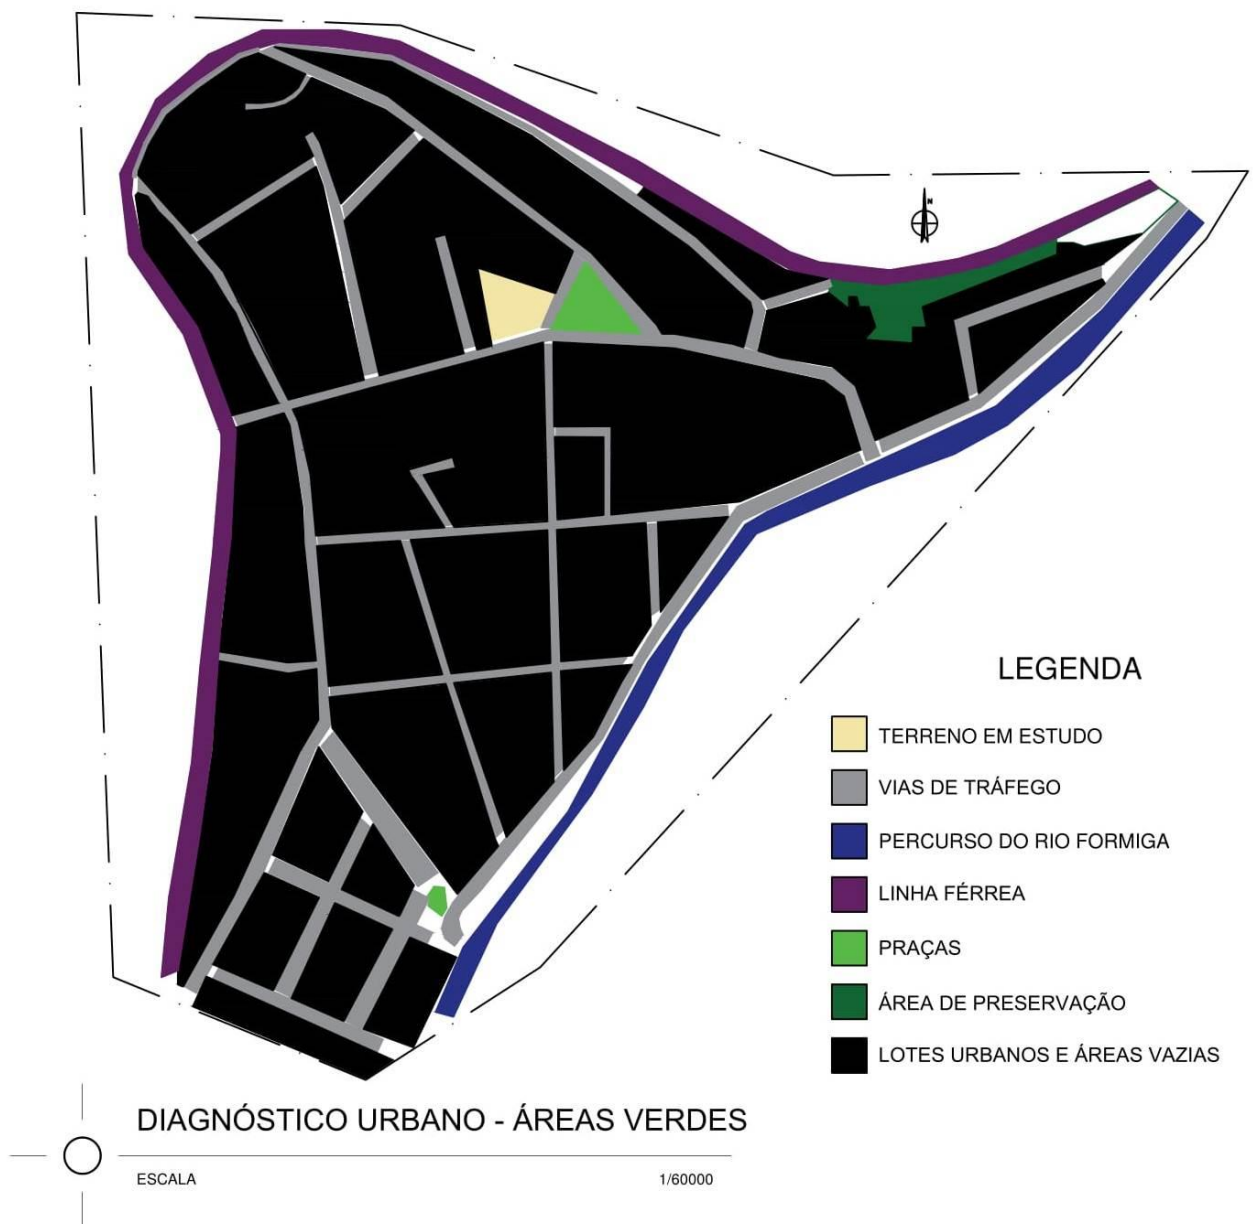 N
LEGENDA
TERRENO EM ESTUDO
VIAS DE TRÁFEGO
PERCURSO DO RIO FORMIGA
LINHA FÉRREA
PRAÇAS
ÁREA DE PRESERVAÇÃO
LOTES URBANOS E ÁREAS VAZIAS
DIAGNÓSTICO URBANO - ÁREAS VERDES
ESCALA 1/60000